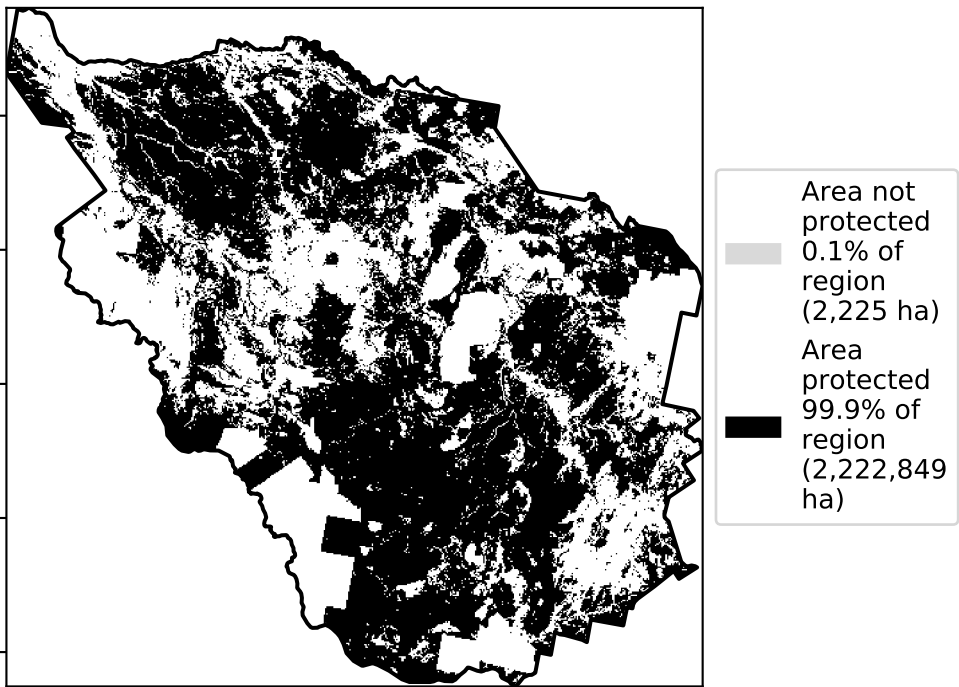 Area not
protected
0.1% of
region
(2,225 ha)
Area
protected
99.9% of
region
(2,222,849
ha)